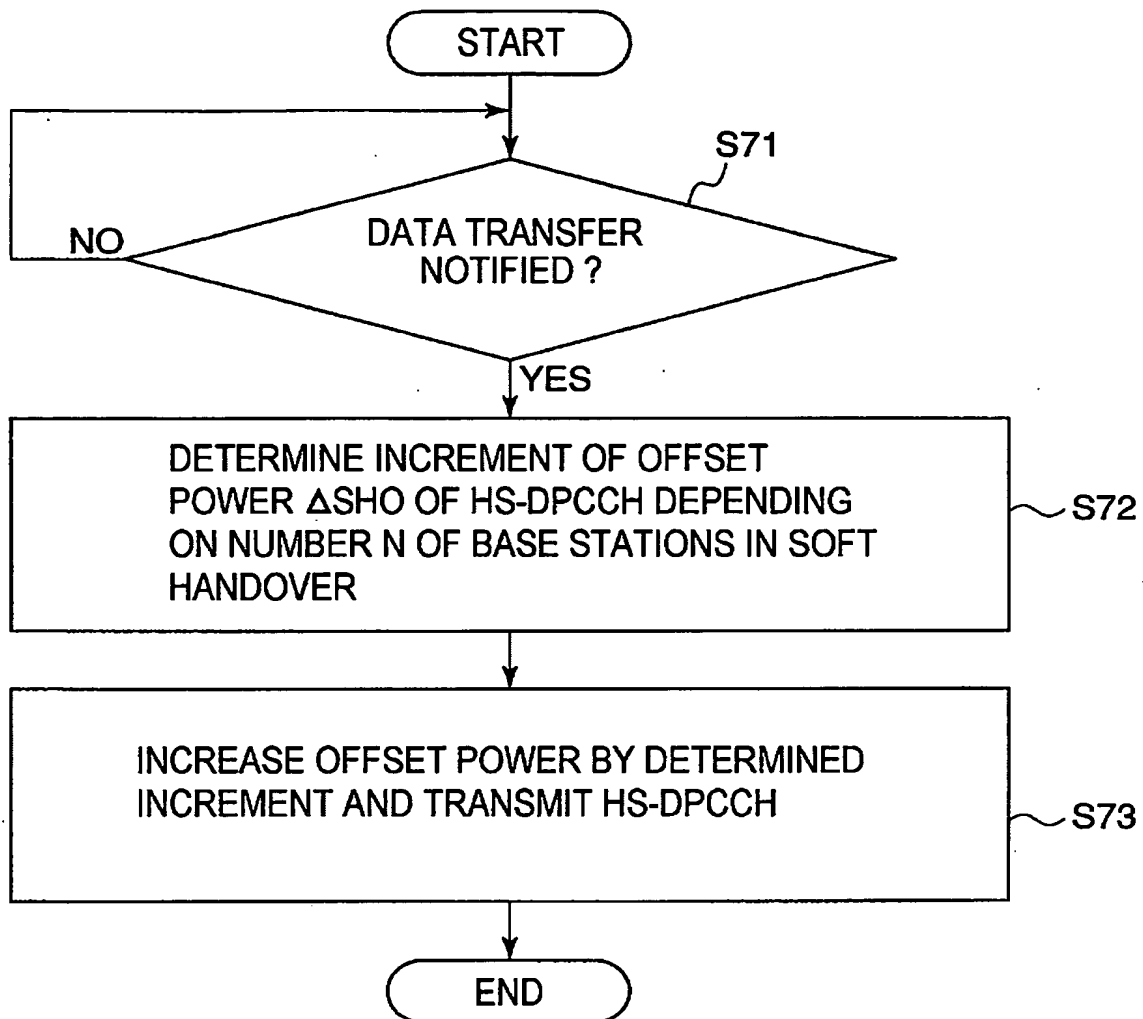 START
S71
DATA TRANSFER
NOTIFIED ?
NO
YES
DETERMINE INCREMENT OF OFFSET
POWER ΔSHO OF HS-DPCCH DEPENDING
ON NUMBER N OF BASE STATIONS IN SOFT
HANDOVER
S72
INCREASE OFFSET POWER BY DETERMINED
INCREMENT AND TRANSMIT HS-DPCCH
S73
END